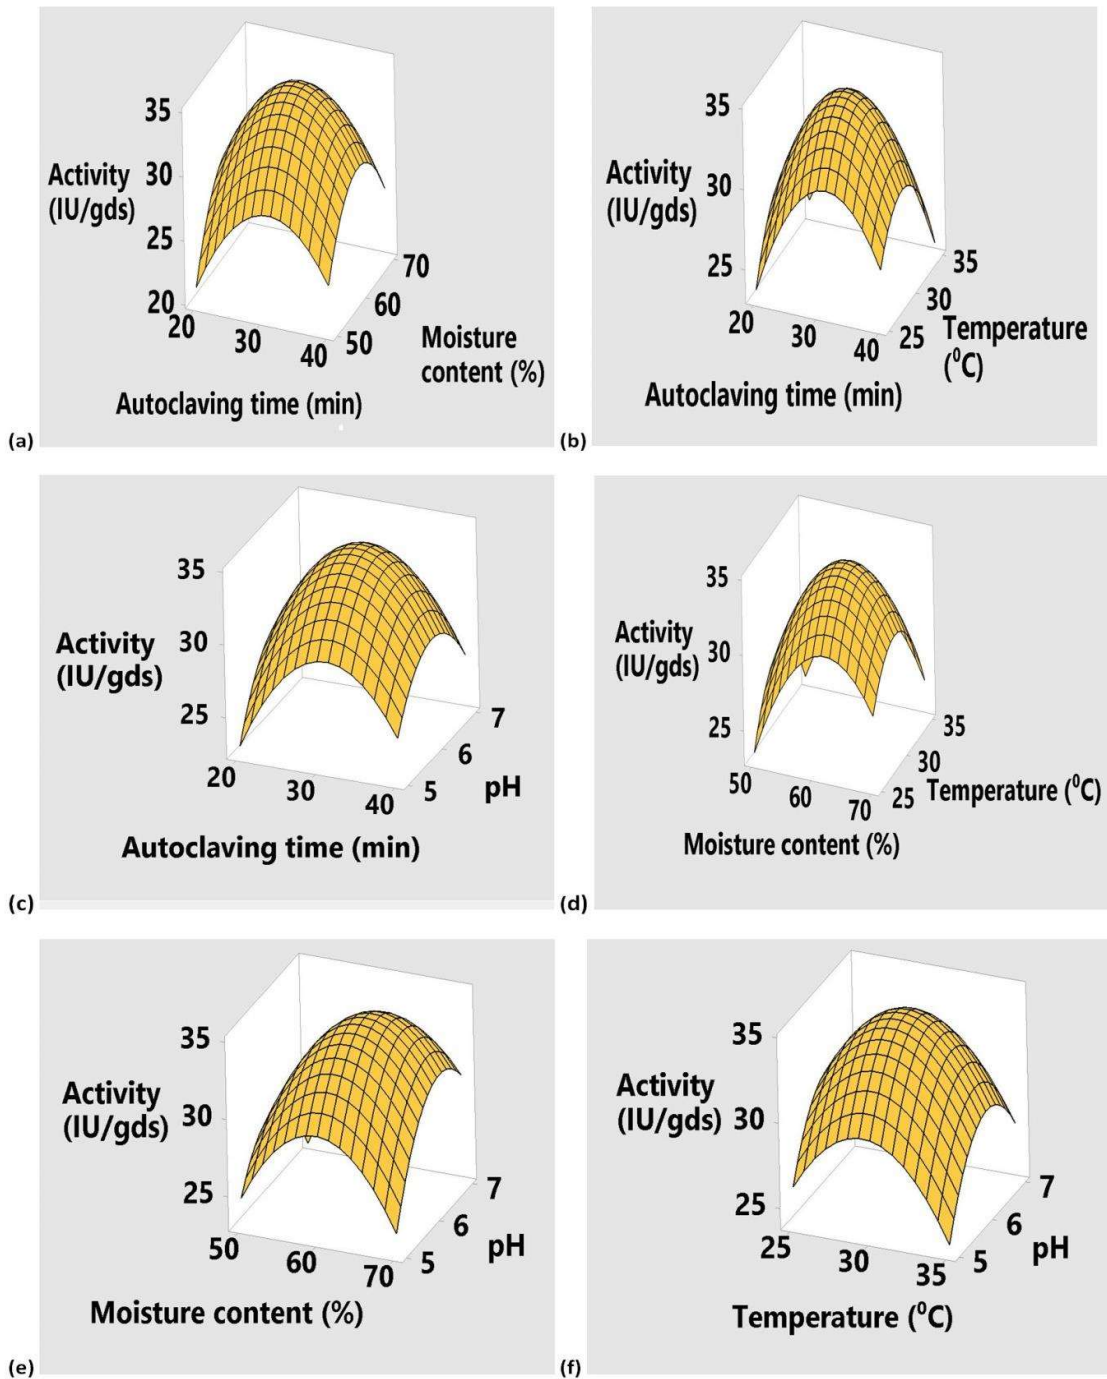 35
Activity
(IU/gds)
30
25
20
20
30
40
50
60
70
Moisture
content (%)
Autoclaving time (min)
(a)
35
Activity
(IU/gds)
30
25
20
30
40
25
30
35
Temperature
(⁰C)
Autoclaving time (min)
(b)
35
30
Activity
(IU/gds)
25
20
30
40
5
6
7
pH
Autoclaving time (min)
(c)
35
Activity
(IU/gds)
30
25
50
60
70
25
30
35
Temperature (⁰C)
Moisture content (%)
(d)
35
Activity
(IU/gds)
30
25
50
60
70
5
6
7
pH
Moisture content (%)
(e)
35
Activity
(IU/gds)
30
25
25
30
35
5
6
7
pH
Temperature (⁰C)
(f)